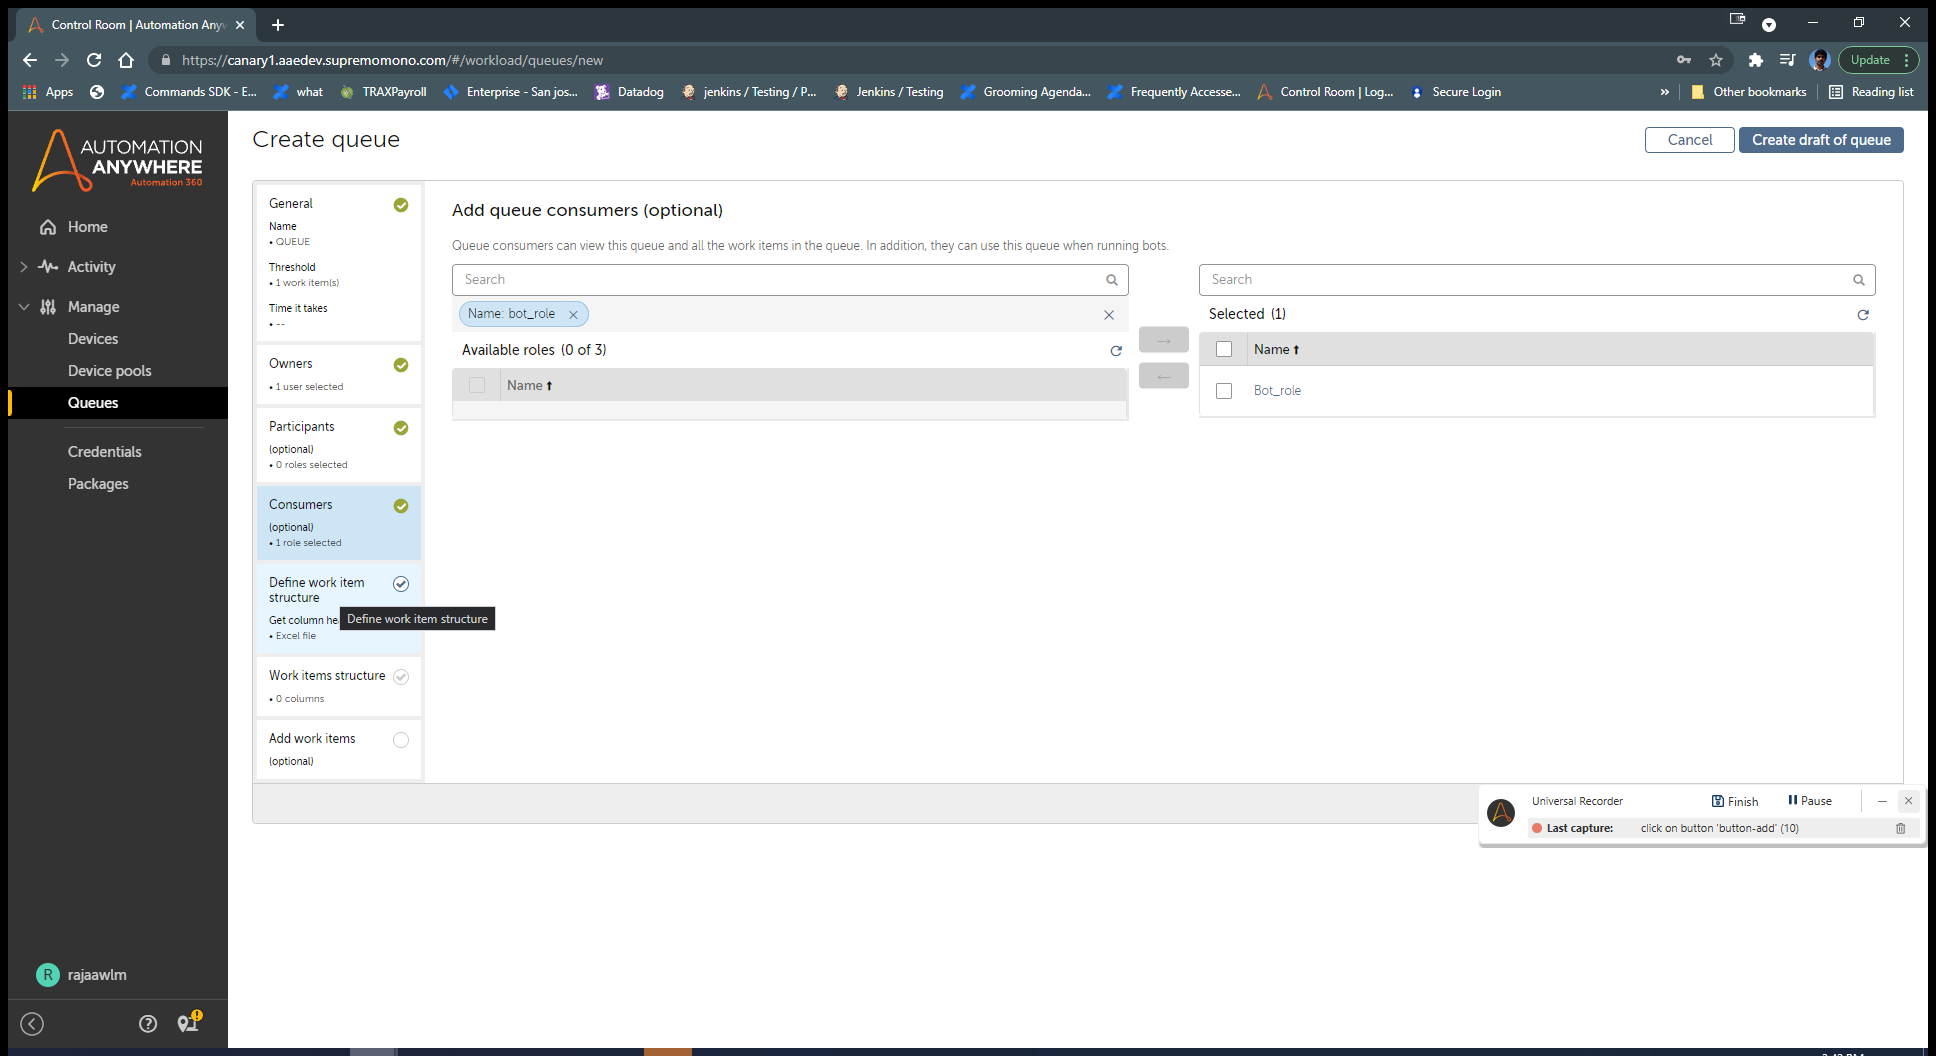 Control Room | Automation Any
https://canary1.aaedev.supremomono.com/#/workload/queues/new
Update
Apps
Commands SDK - E...
what
TRAXPayroll
Enterprise - San jos...
Datadog
jenkins / Testing / P...
Jenkins / Testing
Grooming Agenda...
Frequently Accesse...
Control Room | Log...
Secure Login
»
Other bookmarks
Reading list
AUTOMATION
ANYWHERE
Automation 360
Home
Activity
Manage
Devices
Device pools
Queues
Credentials
Packages
R
rajaawlm
Create queue
Cancel
Create draft of queue
General
Name
• QUEUE
Threshold
• 1 work item(s)
Time it takes
• --
Owners
• 1 user selected
Participants
(optional)
• 0 roles selected
Consumers
(optional)
• 1 role selected
Define work item
structure
Get column he
• Excel file
Define work item structure
Work items structure
• 0 columns
Add work items
(optional)
Add queue consumers (optional)
Queue consumers can view this queue and all the work items in the queue. In addition, they can use this queue when running bots.
Search
Name: bot_role
Available roles (0 of 3)
Name
Search
Selected (1)
Name
Bot_role
Universal Recorder
Finish
Pause
Last capture:
click on button 'button-add' (10)